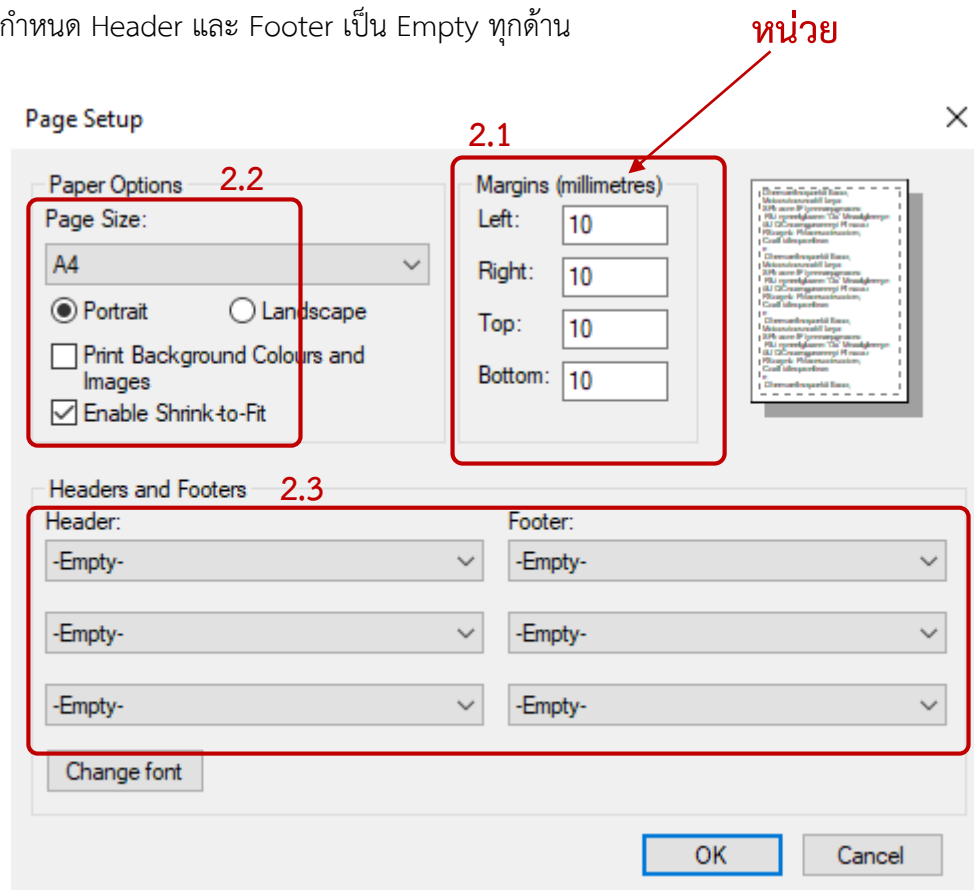 กำหนด Header และ Footer เป็น Empty ทุกด้าน
หน่วย
Page Setup
2.1
Paper Options
2.2
Margins (millimetres)
Page Size:
A4
Portrait
Landscape
Print Background Colours and
Images
Enable Shrink-to-Fit
Left:
10
Right:
10
Top:
10
Bottom:
10
Headers and Footers
2.3
Header:
Footer:
-Empty-
-Empty-
-Empty-
-Empty-
-Empty-
-Empty-
Change font
OK
Cancel